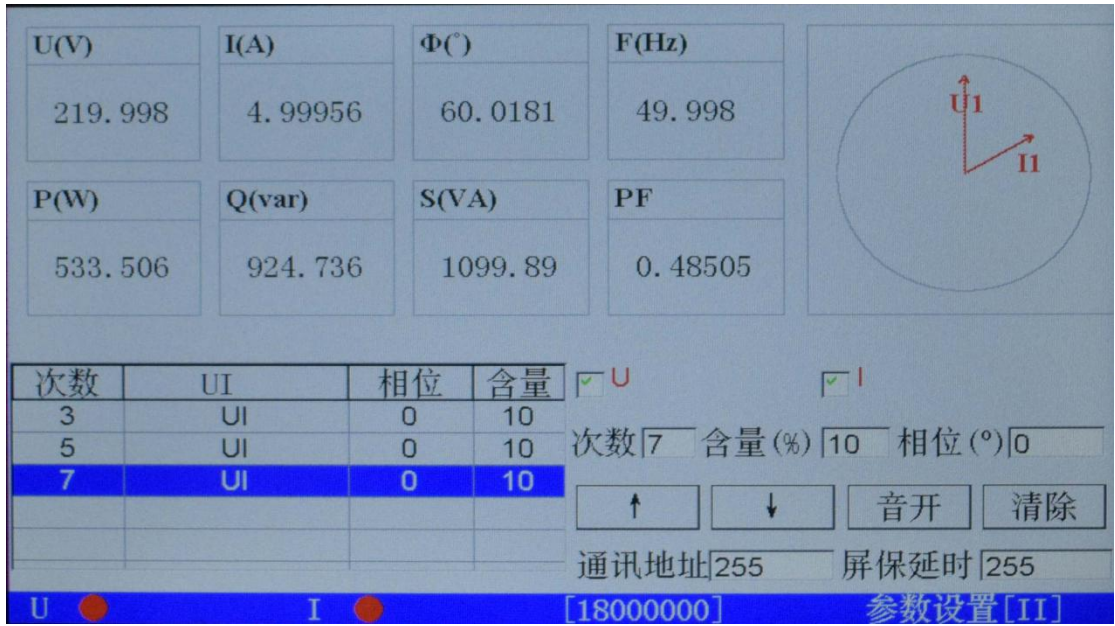 U(V) I(A) Φ(°) F(Hz)
219.998 4.99956 60.0181 49.998
U1
I1
P(W) Q(var) S(VA) PF
533.506 924.736 1099.89 0.48505
次数 UI 相位 含量
3 UI 0 10
5 UI 0 10
7 UI 0 10
U I
次数 7 含量(%) 10 相位(°) 0
↑ ↓ 音开 清除
通讯地址 255 屏保延时 255
U I [18000000] 参数设置[II]